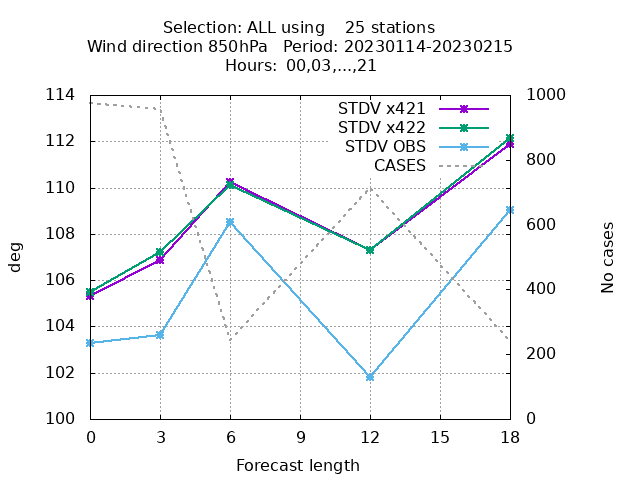 Selection: ALL using    25 stations
Wind direction 850hPa   Period: 20230114-20230215
Hours: 00,03,...,21
STDV x421
STDV x422
STDV OBS
CASES
114
112
110
108
106
104
102
100
deg
1000
800
600
400
200
0
No cases
0 3 6 9 12 15 18
Forecast length